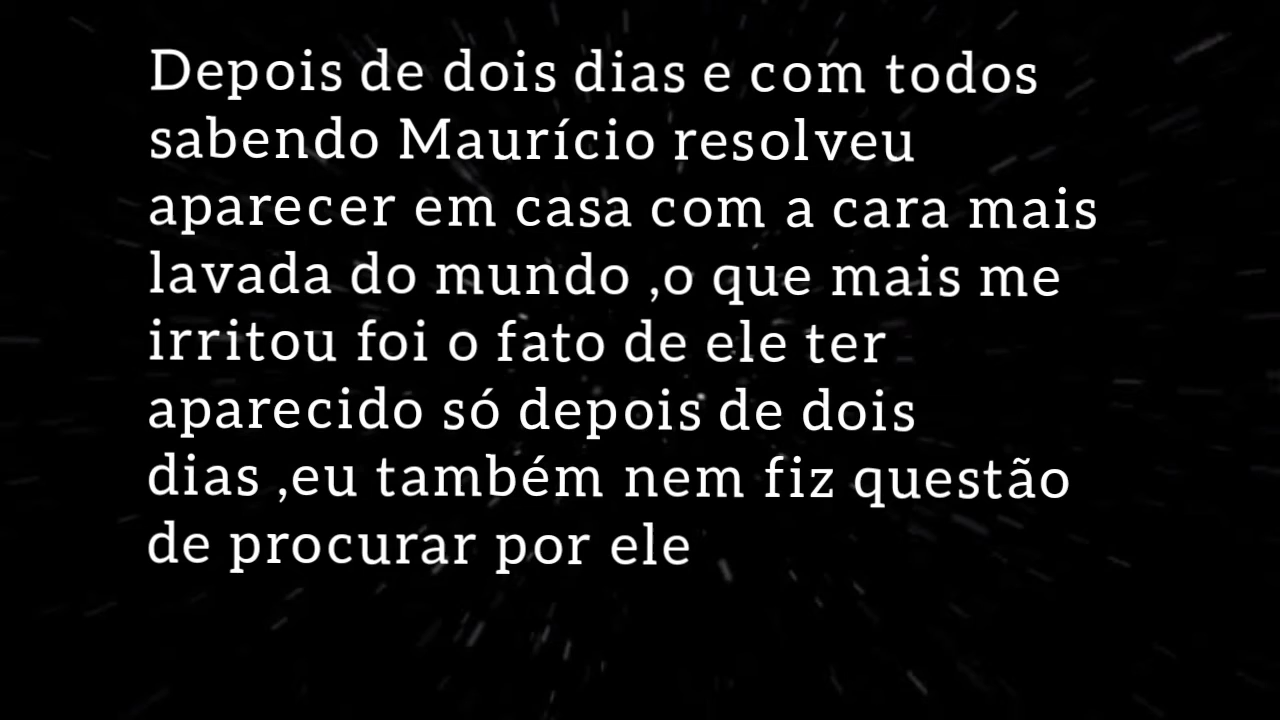 Depois de dois dias e com todos
sabendo Maurício resolveu
aparecer em casa com a cara mais
lavada do mundo ,o que mais me
irritou foi o fato de ele ter
aparecido só depois de dois
dias ,eu também nem fiz questão
de procurar por ele